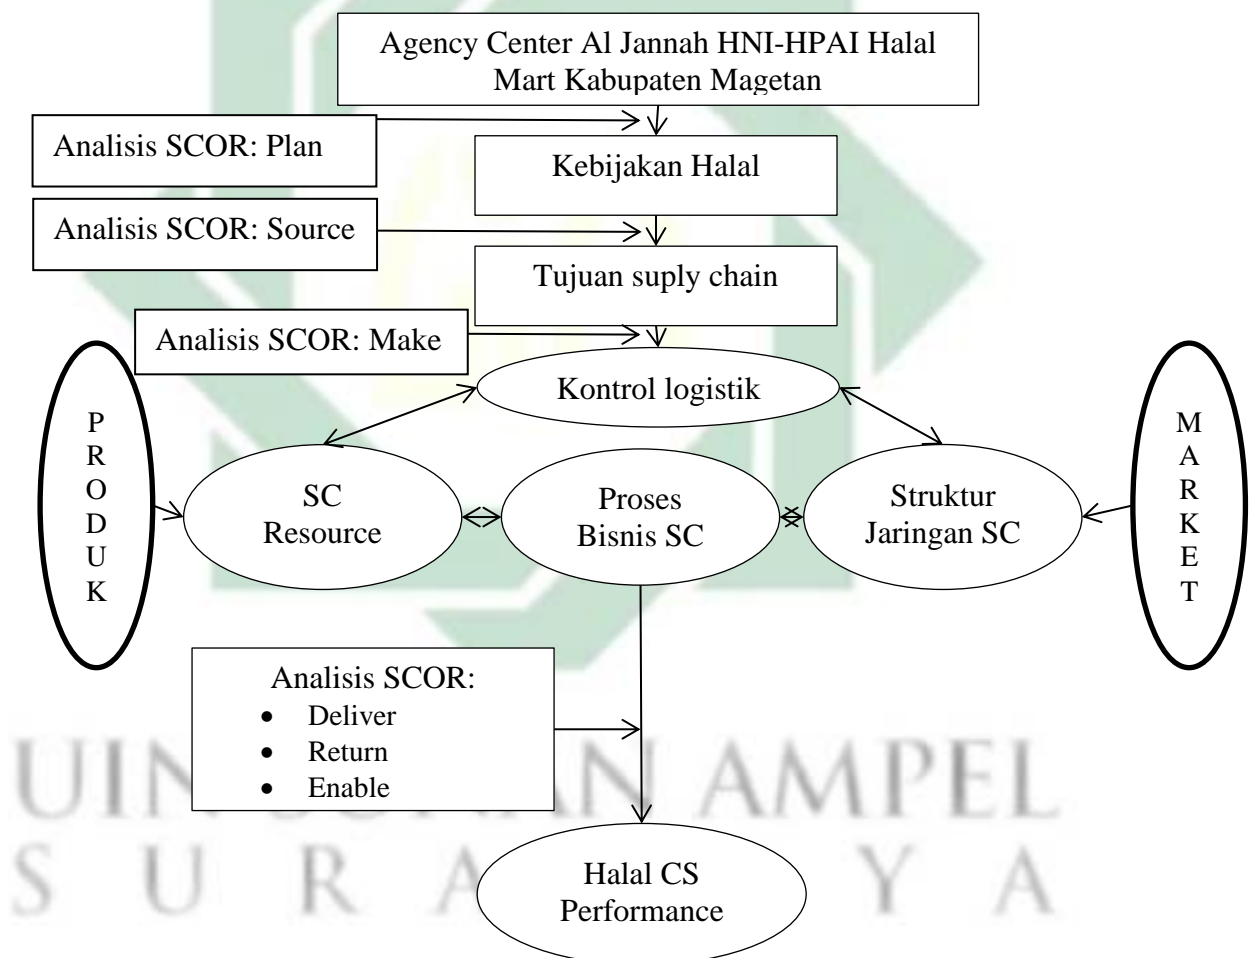 Agency Center Al Jannah HNI-HPAI Halal
Mart Kabupaten Magetan
Analisis SCOR: Plan
Kebijakan Halal
Analisis SCOR: Source
Tujuan suply chain
Analisis SCOR: Make
Kontrol logistik
P
R
O
D
U
K
SC
Resource
Proses
Bisnis SC
Struktur
Jaringan SC
M
A
R
K
E
T
Analisis SCOR:
• Deliver
• Return
• Enable
UIN AMPEL
S U R A Y A
Halal CS
Performance